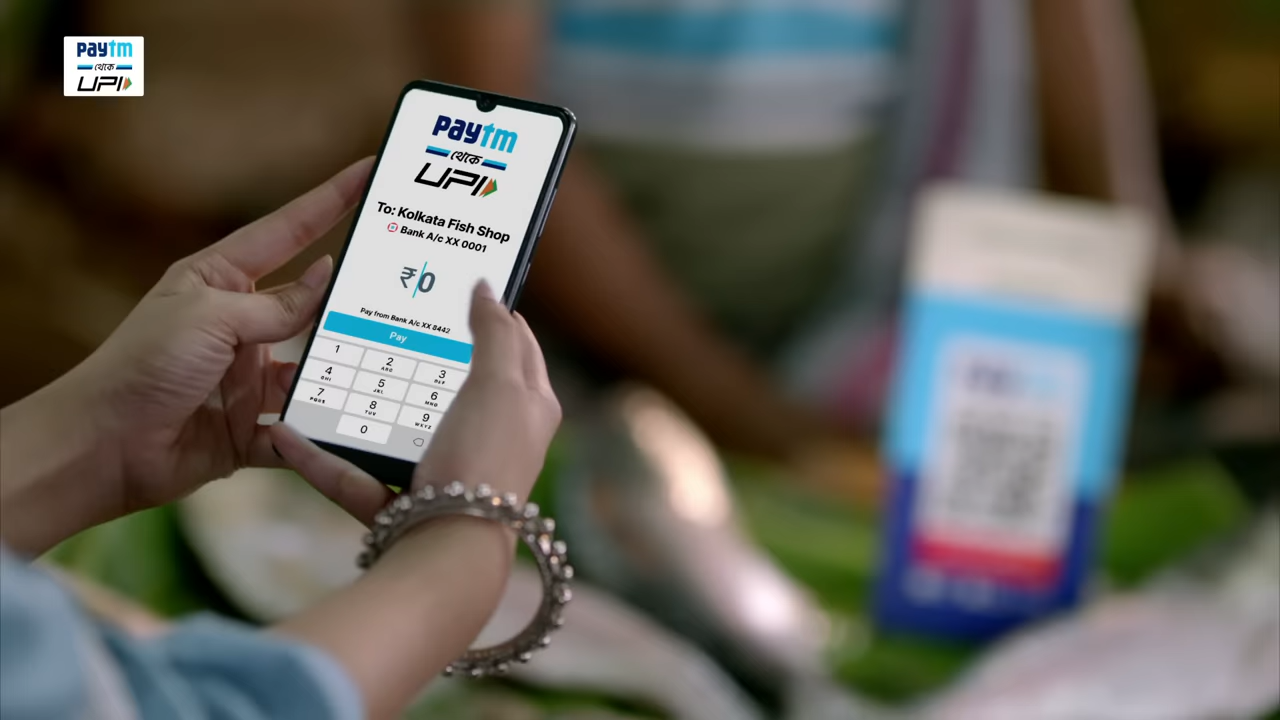 paytm
থেকে
UPI
paytm
থেকে
UPI
To: Kolkata Fish Shop
Bank A/c XX 0001
₹0
Pay from Bank A/c XX 8442
Pay
1
2
ABC
3
DEF
4
GHI
5
JKL
6
MNO
7
PQRS
8
TUV
9
WXYZ
0